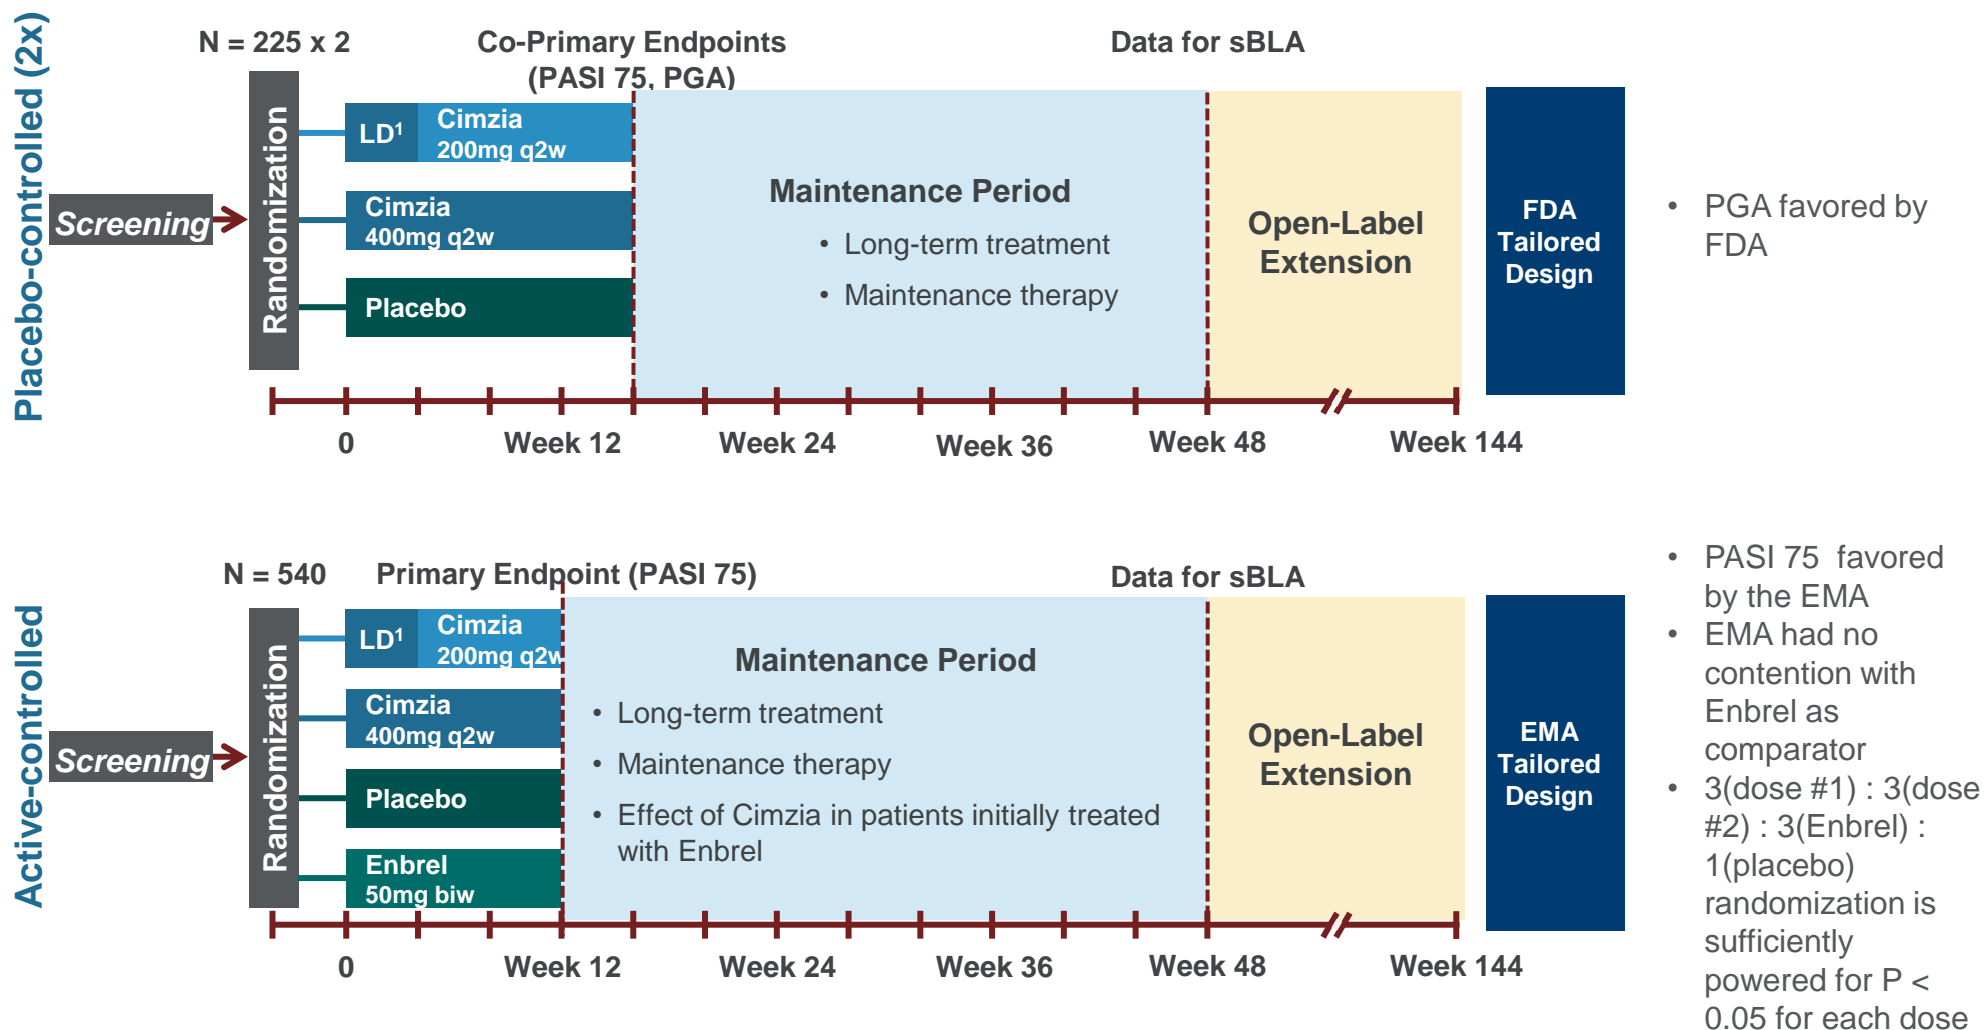 Placebo-controlled (2x)
N = 225 x 2
Co-Primary Endpoints
(PASI 75, PGA)
Data for sBLA
Screening
Randomization
LD¹
Cimzia
200mg q2w
Cimzia
400mg q2w
Placebo
Maintenance Period
• Long-term treatment
• Maintenance therapy
Open-Label
Extension
FDA
Tailored
Design
• PGA favored by
FDA
0
Week 12
Week 24
Week 36
Week 48
Week 144
Active-controlled
N = 540
Primary Endpoint (PASI 75)
Data for sBLA
Screening
Randomization
LD¹
Cimzia
200mg q2w
Cimzia
400mg q2w
Placebo
Enbrel
50mg biw
Maintenance Period
• Long-term treatment
• Maintenance therapy
• Effect of Cimzia in patients initially treated
with Enbrel
Open-Label
Extension
EMA
Tailored
Design
• PASI 75 favored
by the EMA
• EMA had no
contention with
Enbrel as
comparator
• 3(dose #1) : 3(dose
#2) : 3(Enbrel) :
1(placebo)
randomization is
sufficiently
powered for P <
0.05 for each dose
0
Week 12
Week 24
Week 36
Week 48
Week 144